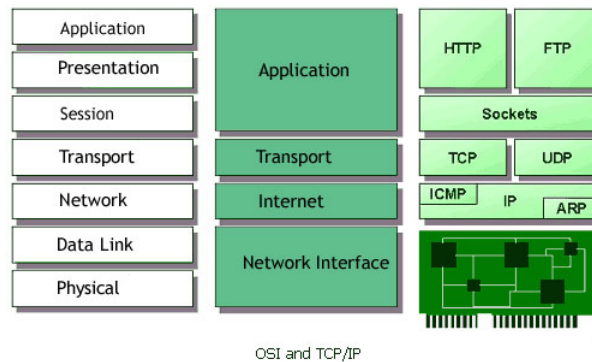 Application
Presentation
Session
Transport
Network
Data Link
Physical
Application
Transport
Internet
Network Interface
HTTP
FTP
Sockets
TCP
UDP
ICMP
IP
ARP
OSI and TCP/IP